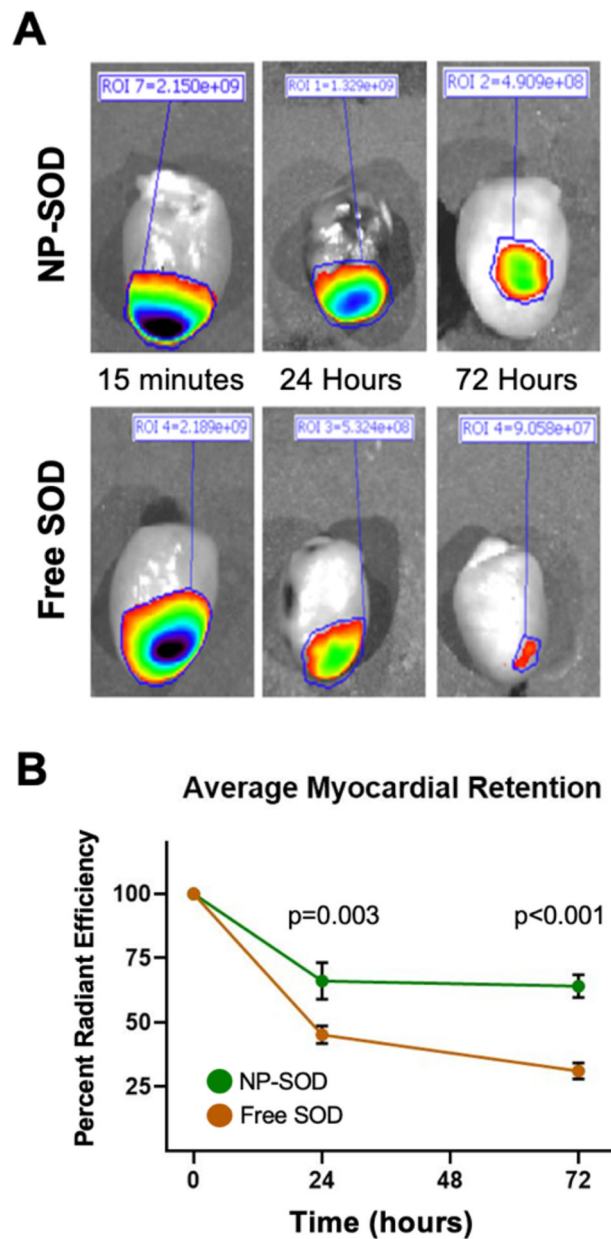 A
NP-SOD
ROI 7=2.150e+09
ROI 1=1.329e+09
ROI 2=4.909e+08
15 minutes
24 Hours
72 Hours
Free SOD
ROI 4=2.189e+09
ROI 3=5.324e+08
ROI 4=9.058e+07
B
Average Myocardial Retention
Percent Radiant Efficiency
100
75
50
25
p=0.003
p<0.001
NP-SOD
Free SOD
0
24
48
72
Time (hours)